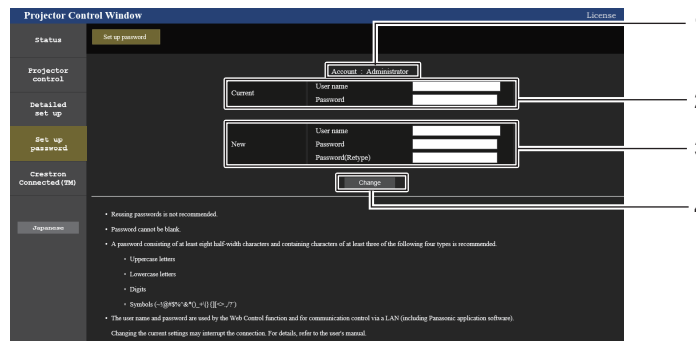 Projector Control Window
License
Status
Set up password
Projector
control
Detailed
set up
Set up
password
Crestron
Connected(TM)
Japanese
Account : Administrator
Current
User name
Password
New
User name
Password
Password(Retype)
Change
• Reusing passwords is not recommended.
• Password cannot be blank.
• A password consisting of at least eight half-width characters and containing characters of at least three of the following four types is recommended.
◦ Uppercase letters
◦ Lowercase letters
◦ Digits
◦ Symbols
• The user name and password are used by the Web Control function and for communication control via a LAN (including Panasonic application software).
Changing the current settings may interrupt the connection. For details, refer to the user's manual.